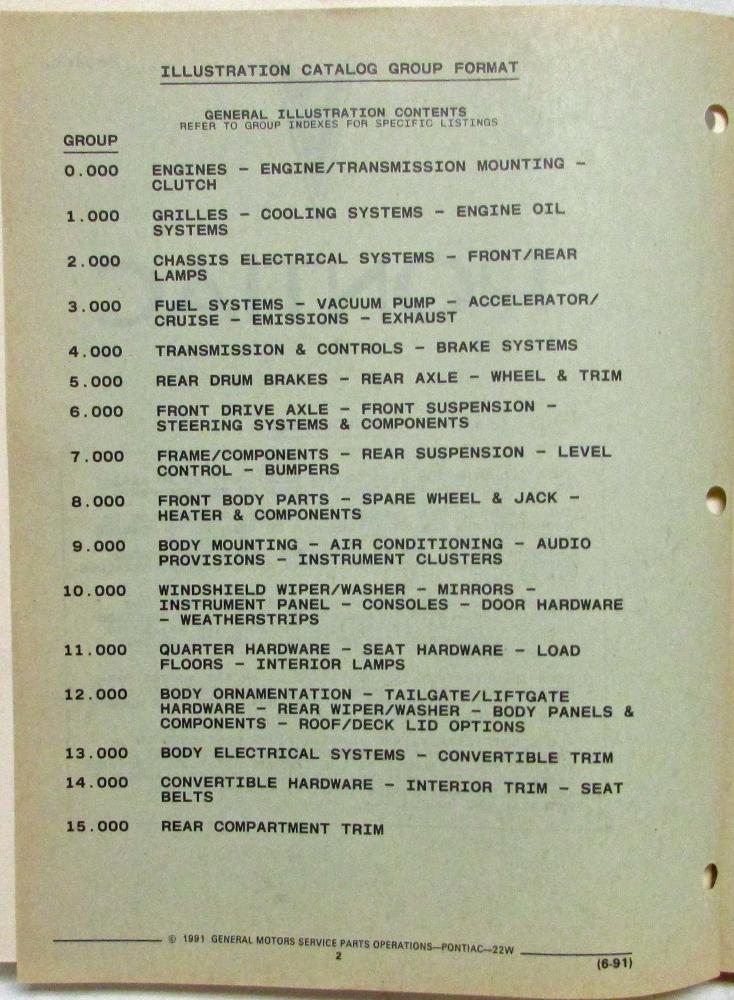 ILLUSTRATION CATALOG GROUP FORMAT
GENERAL ILLUSTRATION CONTENTS
REFER TO GROUP INDEXES FOR SPECIFIC LISTINGS
GROUP
0.000 ENGINES - ENGINE/TRANSMISSION MOUNTING -
CLUTCH
1.000 GRILLES - COOLING SYSTEMS - ENGINE OIL
SYSTEMS
2.000 CHASSIS ELECTRICAL SYSTEMS - FRONT/REAR
LAMPS
3.000 FUEL SYSTEMS - VACUUM PUMP - ACCELERATOR/
CRUISE - EMISSIONS - EXHAUST
4.000 TRANSMISSION & CONTROLS - BRAKE SYSTEMS
5.000 REAR DRUM BRAKES - REAR AXLE - WHEEL & TRIM
6.000 FRONT DRIVE AXLE - FRONT SUSPENSION -
STEERING SYSTEMS & COMPONENTS
7.000 FRAME/COMPONENTS - REAR SUSPENSION - LEVEL
CONTROL - BUMPERS
8.000 FRONT BODY PARTS - SPARE WHEEL & JACK -
HEATER & COMPONENTS
9.000 BODY MOUNTING - AIR CONDITIONING - AUDIO
PROVISIONS - INSTRUMENT CLUSTERS
10.000 WINDSHIELD WIPER/WASHER - MIRRORS -
INSTRUMENT PANEL - CONSOLES - DOOR HARDWARE
- WEATHERSTRIPS
11.000 QUARTER HARDWARE - SEAT HARDWARE - LOAD
FLOORS - INTERIOR LAMPS
12.000 BODY ORNAMENTATION - TAILGATE/LIFTGATE
HARDWARE - REAR WIPER/WASHER - BODY PANELS &
COMPONENTS - ROOF/DECK LID OPTIONS
13.000 BODY ELECTRICAL SYSTEMS - CONVERTIBLE TRIM
14.000 CONVERTIBLE HARDWARE - INTERIOR TRIM - SEAT
BELTS
15.000 REAR COMPARTMENT TRIM
© 1991 GENERAL MOTORS SERVICE PARTS OPERATIONS—PONTIAC—22W
2
(6-91)